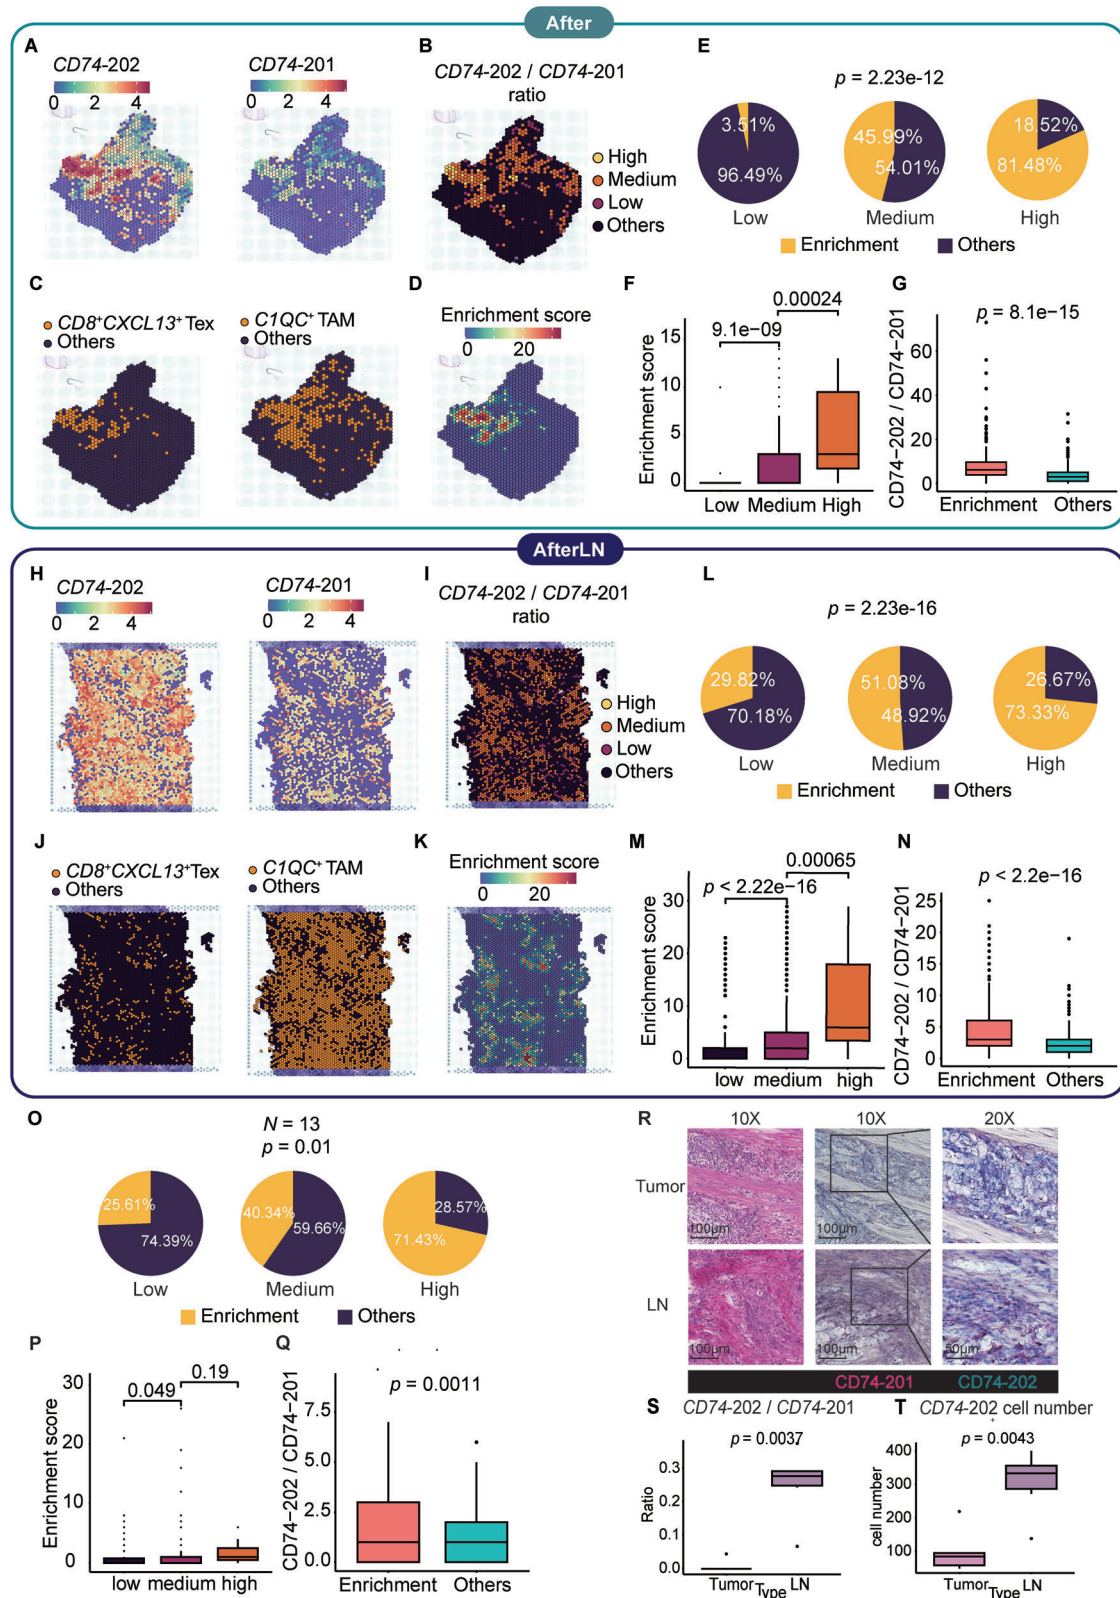 After
A
CD74-202
0 2 4
CD74-201
0 2 4
B
CD74-202 / CD74-201
ratio
High
Medium
Low
Others
E
p = 2.23e-12
3.51%
96.49%
Low
45.99%
54.01%
Medium
18.52%
81.48%
High
Enrichment
Others
C
CD8+CXCL13+ Tex
Others
C1QC+ TAM
Others
D
Enrichment score
0 20
F
0.00024
9.1e−09
Enrichment score
15
10
5
0
Low Medium High
G
p = 8.1e−15
CD74−202 / CD74−201
60
40
20
0
Enrichment Others
AfterLN
H
CD74-202
0 2 4
CD74-201
0 2 4
I
CD74-202 / CD74-201
ratio
High
Medium
Low
Others
L
p = 2.23e-16
29.82%
70.18%
Low
51.08%
48.92%
Medium
26.67%
73.33%
High
Enrichment
Others
J
CD8+CXCL13+Tex
Others
C1QC+ TAM
Others
K
Enrichment score
0 20
M
0.00065
p < 2.22e−16
Enrichment score
30
20
10
0
low medium high
N
p < 2.2e−16
CD74−202 / CD74−201
25
20
15
10
5
0
Enrichment Others
O
N = 13
p = 0.01
25.61%
74.39%
Low
40.34%
59.66%
Medium
28.57%
71.43%
High
Enrichment
Others
P
0.19
0.049
Enrichment score
30
20
10
0
low medium high
Q
p = 0.0011
CD74−202 / CD74−201
7.5
5.0
2.5
0.0
Enrichment Others
R
10X 10X 20X
Tumor
100μm
100μm
LN
100μm
100μm
50μm
CD74-201 CD74-202
S
CD74-202 / CD74-201
p = 0.0037
Ratio
0.3
0.2
0.1
0.0
Tumor Type LN
T
CD74-202 cell number
p = 0.0043
cell number
400
300
200
100
Tumor Type LN